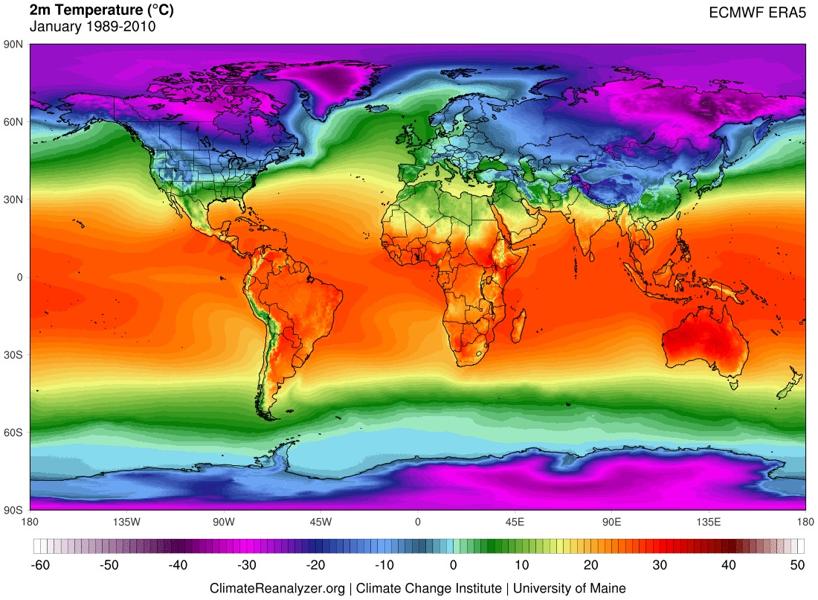 2m Temperature (°C)
January 1989-2010
ECMWF ERA5
90N
60N
30N
0
30S
60S
90S
180 135W 90W 45W 0 45E 90E 135E 180
-60 -50 -40 -30 -20 -10 0 10 20 30 40 50
ClimateReanalyzer.org | Climate Change Institute | University of Maine